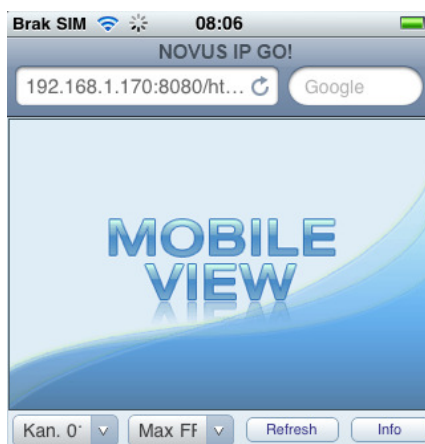 Brak SIM 08:06
NOVUS IP GO!
192.168.1.170:8080/ht... Google
MOBILE
VIEW
Kan. 0 Max FF Refresh Info